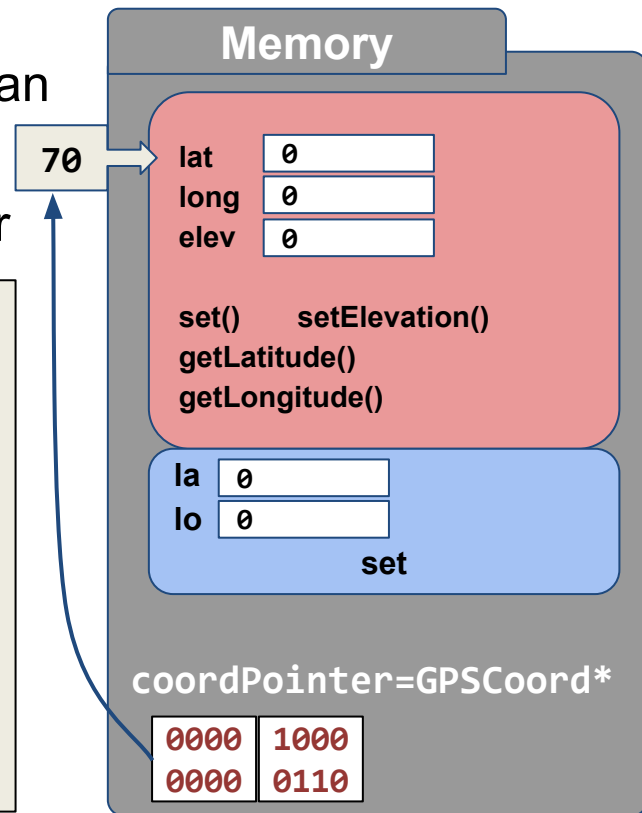 Memory
an
70
r
lat 0
long 0
elev 0
set() setElevation()
getLatitude()
getLongitude()
la 0
lo 0
set
coordPointer=GPSCoord*
0000 1000
0000 0110